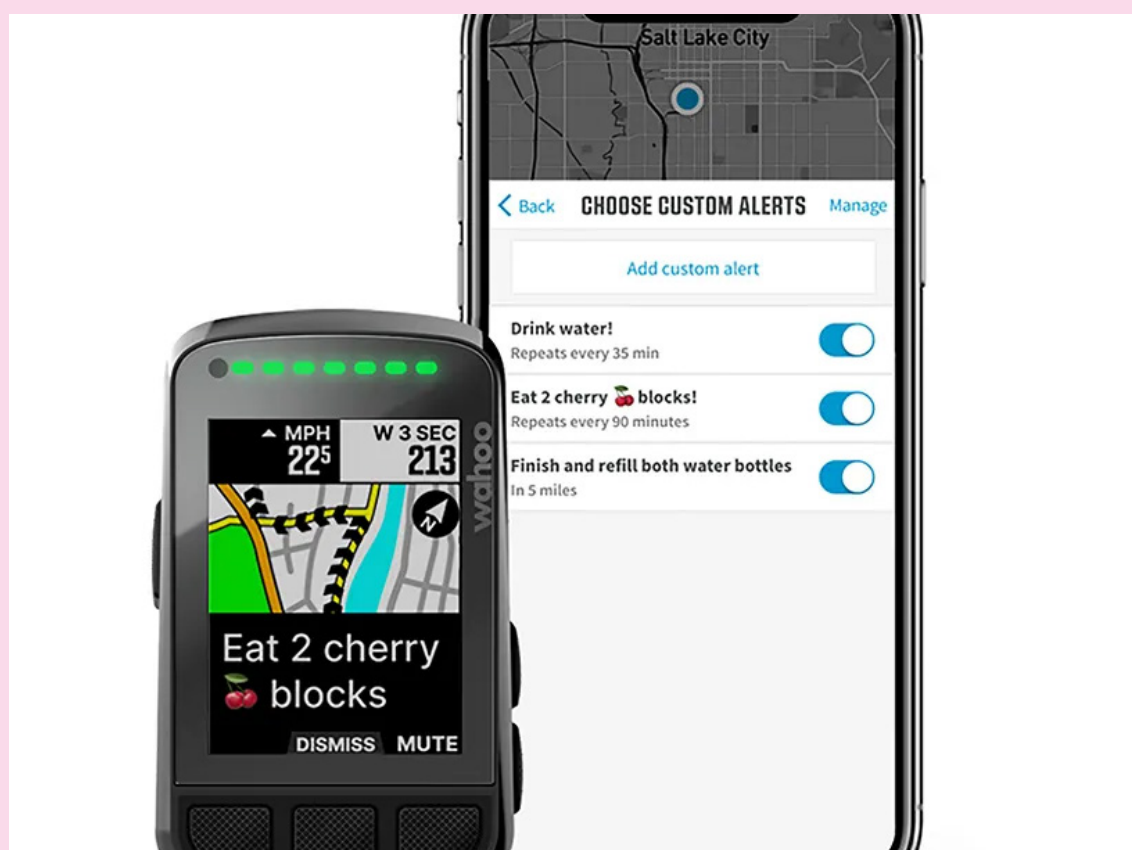 Salt Lake City
Back CHOOSE CUSTOM ALERTS Manage
Add custom alert
Drink water!
Repeats every 35 min
Eat 2 cherry 🍒 blocks!
Repeats every 90 minutes
Finish and refill both water bottles
In 5 miles
MPH
22⁵
W 3 SEC
213
wahoo
N
Eat 2 cherry
🍒 blocks
DISMISS MUTE